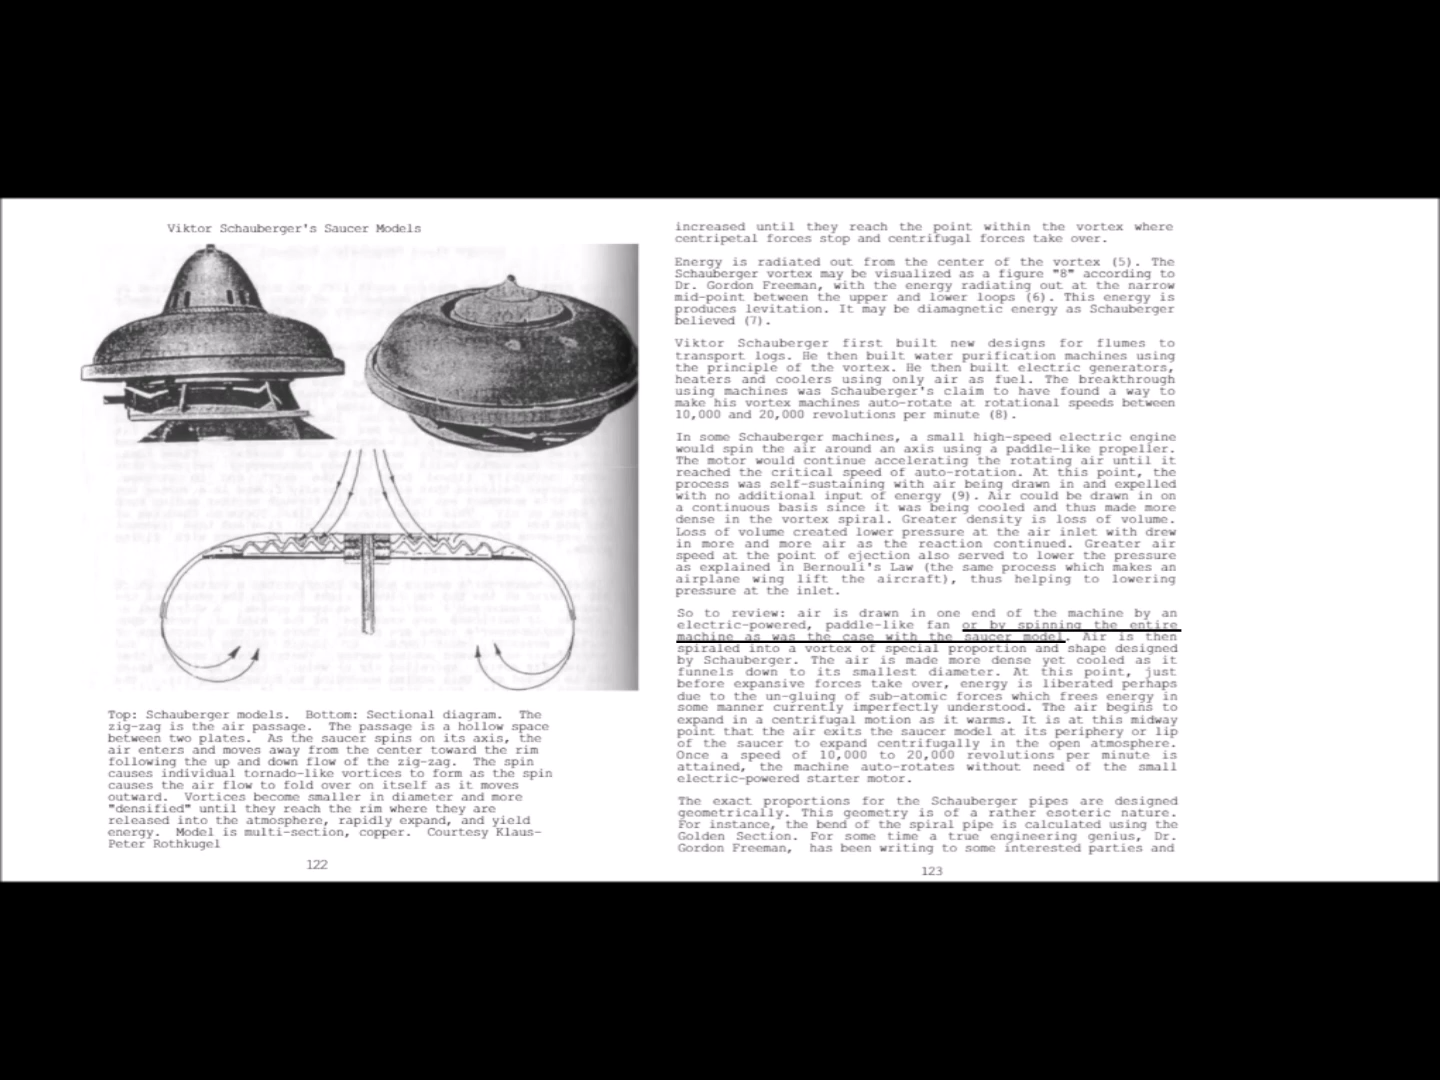 Viktor Schauberger's Saucer Models
Top: Schauberger models. Bottom: Sectional diagram. The
zig-zag is the air passage. The passage is a hollow space
between two plates. As the saucer spins on its axis, the
air enters and moves away from the center toward the rim
following the up and down flow of the zig-zag. The spin
causes individual tornado-like vortices to form as the spin
causes the air flow to fold over on itself as it moves
outward. Vortices become smaller in diameter and more
"densified" until they reach the rim where they are
released into the atmosphere, rapidly expand, and yield
energy. Model is multi-section, copper. Courtesy Klaus-
Peter Rothkugel
122
increased until they reach the point within the vortex where
centripetal forces stop and centrifugal forces take over.
Energy is radiated out from the center of the vortex (5). The
Schauberger vortex may be visualized as a figure "8" according to
Dr. Gordon Freeman, with the energy radiating out at the narrow
mid-point between the upper and lower loops (6). This energy is
produces levitation. It may be diamagnetic energy as Schauberger
believed (7).
Viktor Schauberger first built new designs for flumes to
transport logs. He then built water purification machines using
the principle of the vortex. He then built electric generators,
heaters and coolers using only air as fuel. The breakthrough
using machines was Schauberger's claim to have found a way to
make his vortex machines auto-rotate at rotational speeds between
10,000 and 20,000 revolutions per minute (8).
In some Schauberger machines, a small high-speed electric engine
would spin the air around an axis using a paddle-like propeller.
The motor would continue accelerating the rotating air until it
reached the critical speed of auto-rotation. At this point, the
process was self-sustaining with air being drawn in and expelled
with no additional input of energy (9). Air could be drawn in on
a continuous basis since it was being cooled and thus made more
dense in the vortex spiral. Greater density is loss of volume.
Loss of volume created lower pressure at the air inlet with drew
in more and more air as the reaction continued. Greater air
speed at the point of ejection also served to lower the pressure
as explained in Bernouli's Law (the same process which makes an
airplane wing lift the aircraft), thus helping to lowering
pressure at the inlet.
So to review: air is drawn in one end of the machine by an
electric-powered, paddle-like fan or by spinning the entire
machine as was the case with the saucer model. Air is then
spiraled into a vortex of special proportion and shape designed
by Schauberger. The air is made more dense yet cooled as it
funnels down to its smallest diameter. At this point, just
before expansive forces take over, energy is liberated perhaps
due to the un-gluing of sub-atomic forces which frees energy in
some manner currently imperfectly understood. The air begins to
expand in a centrifugal motion as it warms. It is at this midway
point that the air exits the saucer model at its periphery or lip
of the saucer to expand centrifugally in the open atmosphere.
Once a speed of 10,000 to 20,000 revolutions per minute is
attained, the machine auto-rotates without need of the small
electric-powered starter motor.
The exact proportions for the Schauberger pipes are designed
geometrically. This geometry is of a rather esoteric nature.
For instance, the bend of the spiral pipe is calculated using the
Golden Section. For some time a true engineering genius, Dr.
Gordon Freeman, has been writing to some interested parties and
123